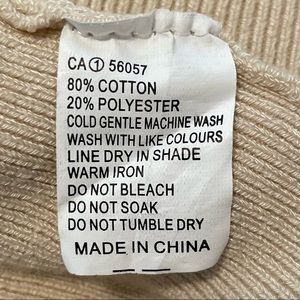 CA① 56057
80% COTTON
20% POLYESTER
COLD GENTLE MACHINE WASH
WASH WITH LIKE COLOURS
LINE DRY IN SHADE
WARM IRON
DO NOT BLEACH
DO NOT SOAK
DO NOT TUMBLE DRY
MADE IN CHINA